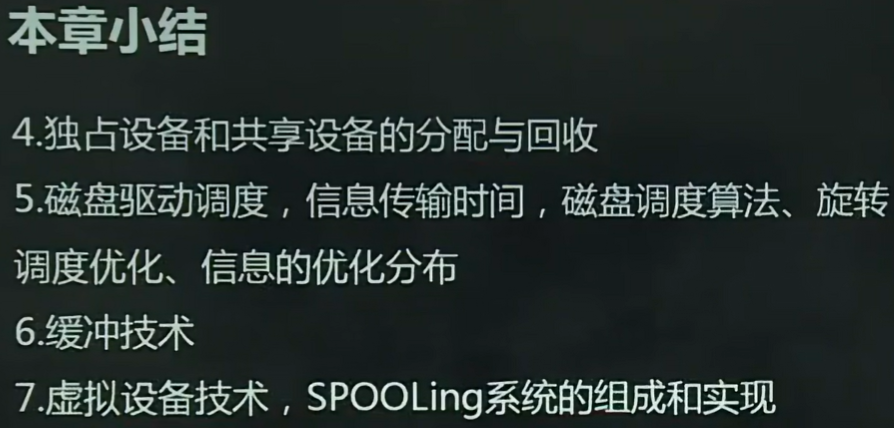 本章小结
4.独占设备和共享设备的分配与回收
5.磁盘驱动调度，信息传输时间，磁盘调度算法、旋转
调度优化、信息的优化分布
6.缓冲技术
7.虚拟设备技术，SPOOLing系统的组成和实现